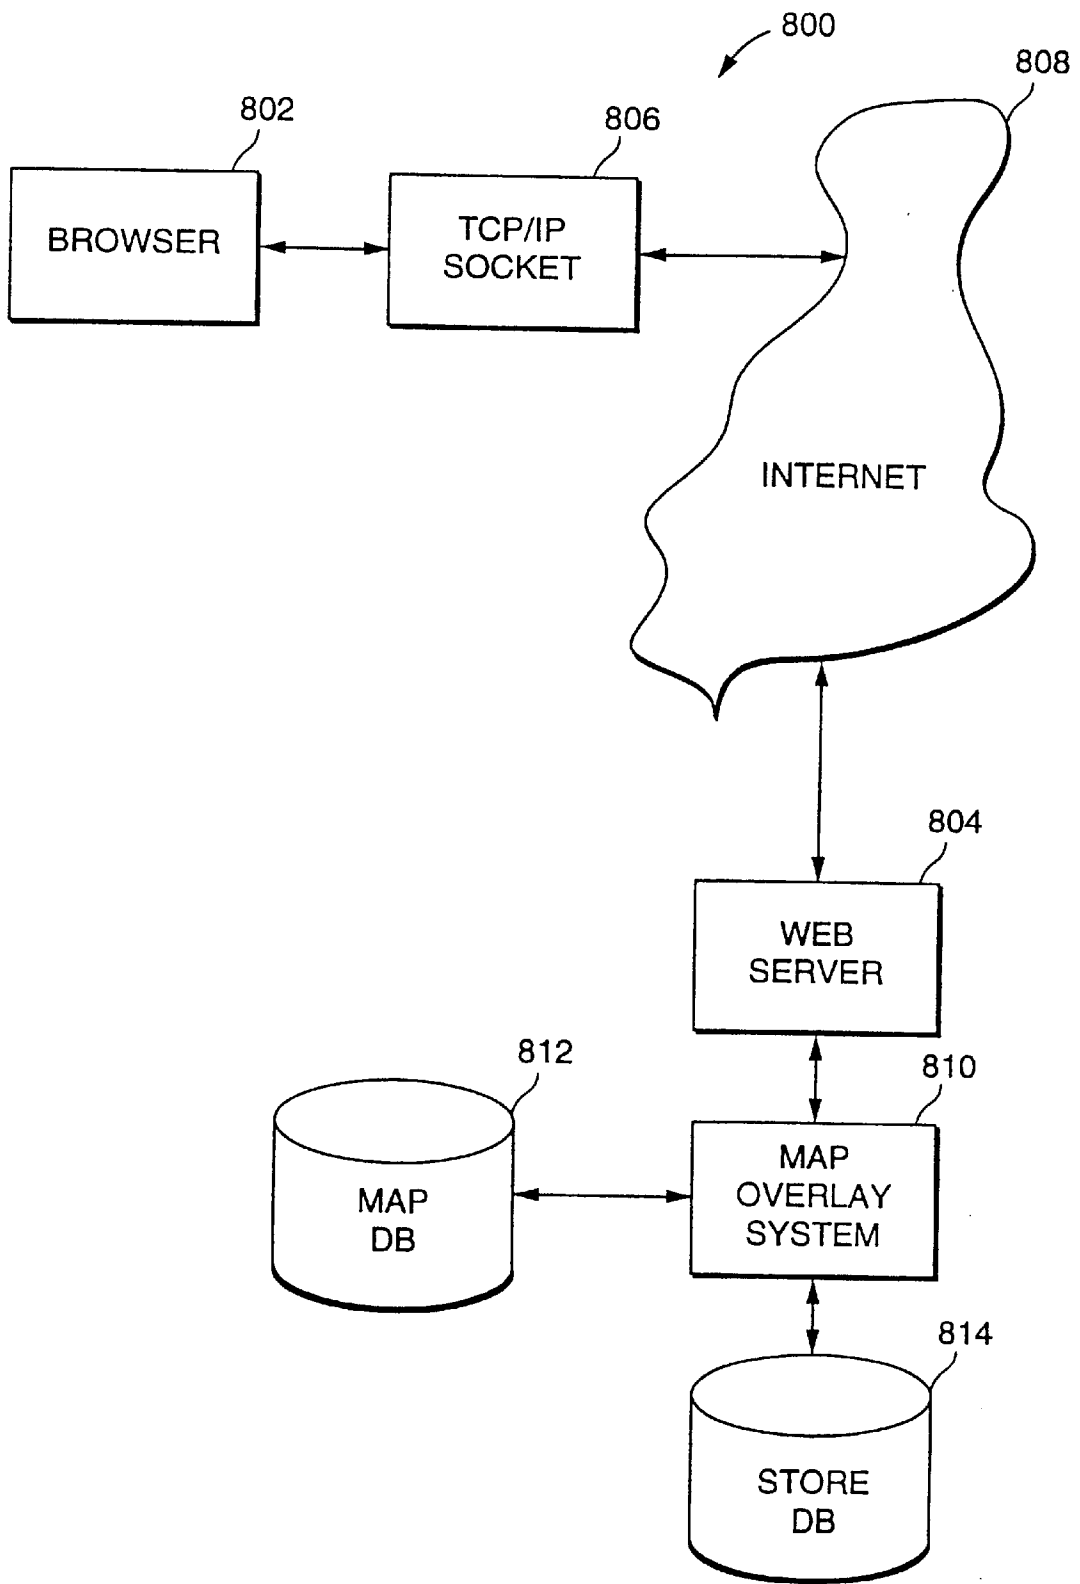 800
808
802
806
BROWSER
TCP/IP
SOCKET
INTERNET
804
WEB
SERVER
812
810
MAP
DB
MAP
OVERLAY
SYSTEM
814
STORE
DB